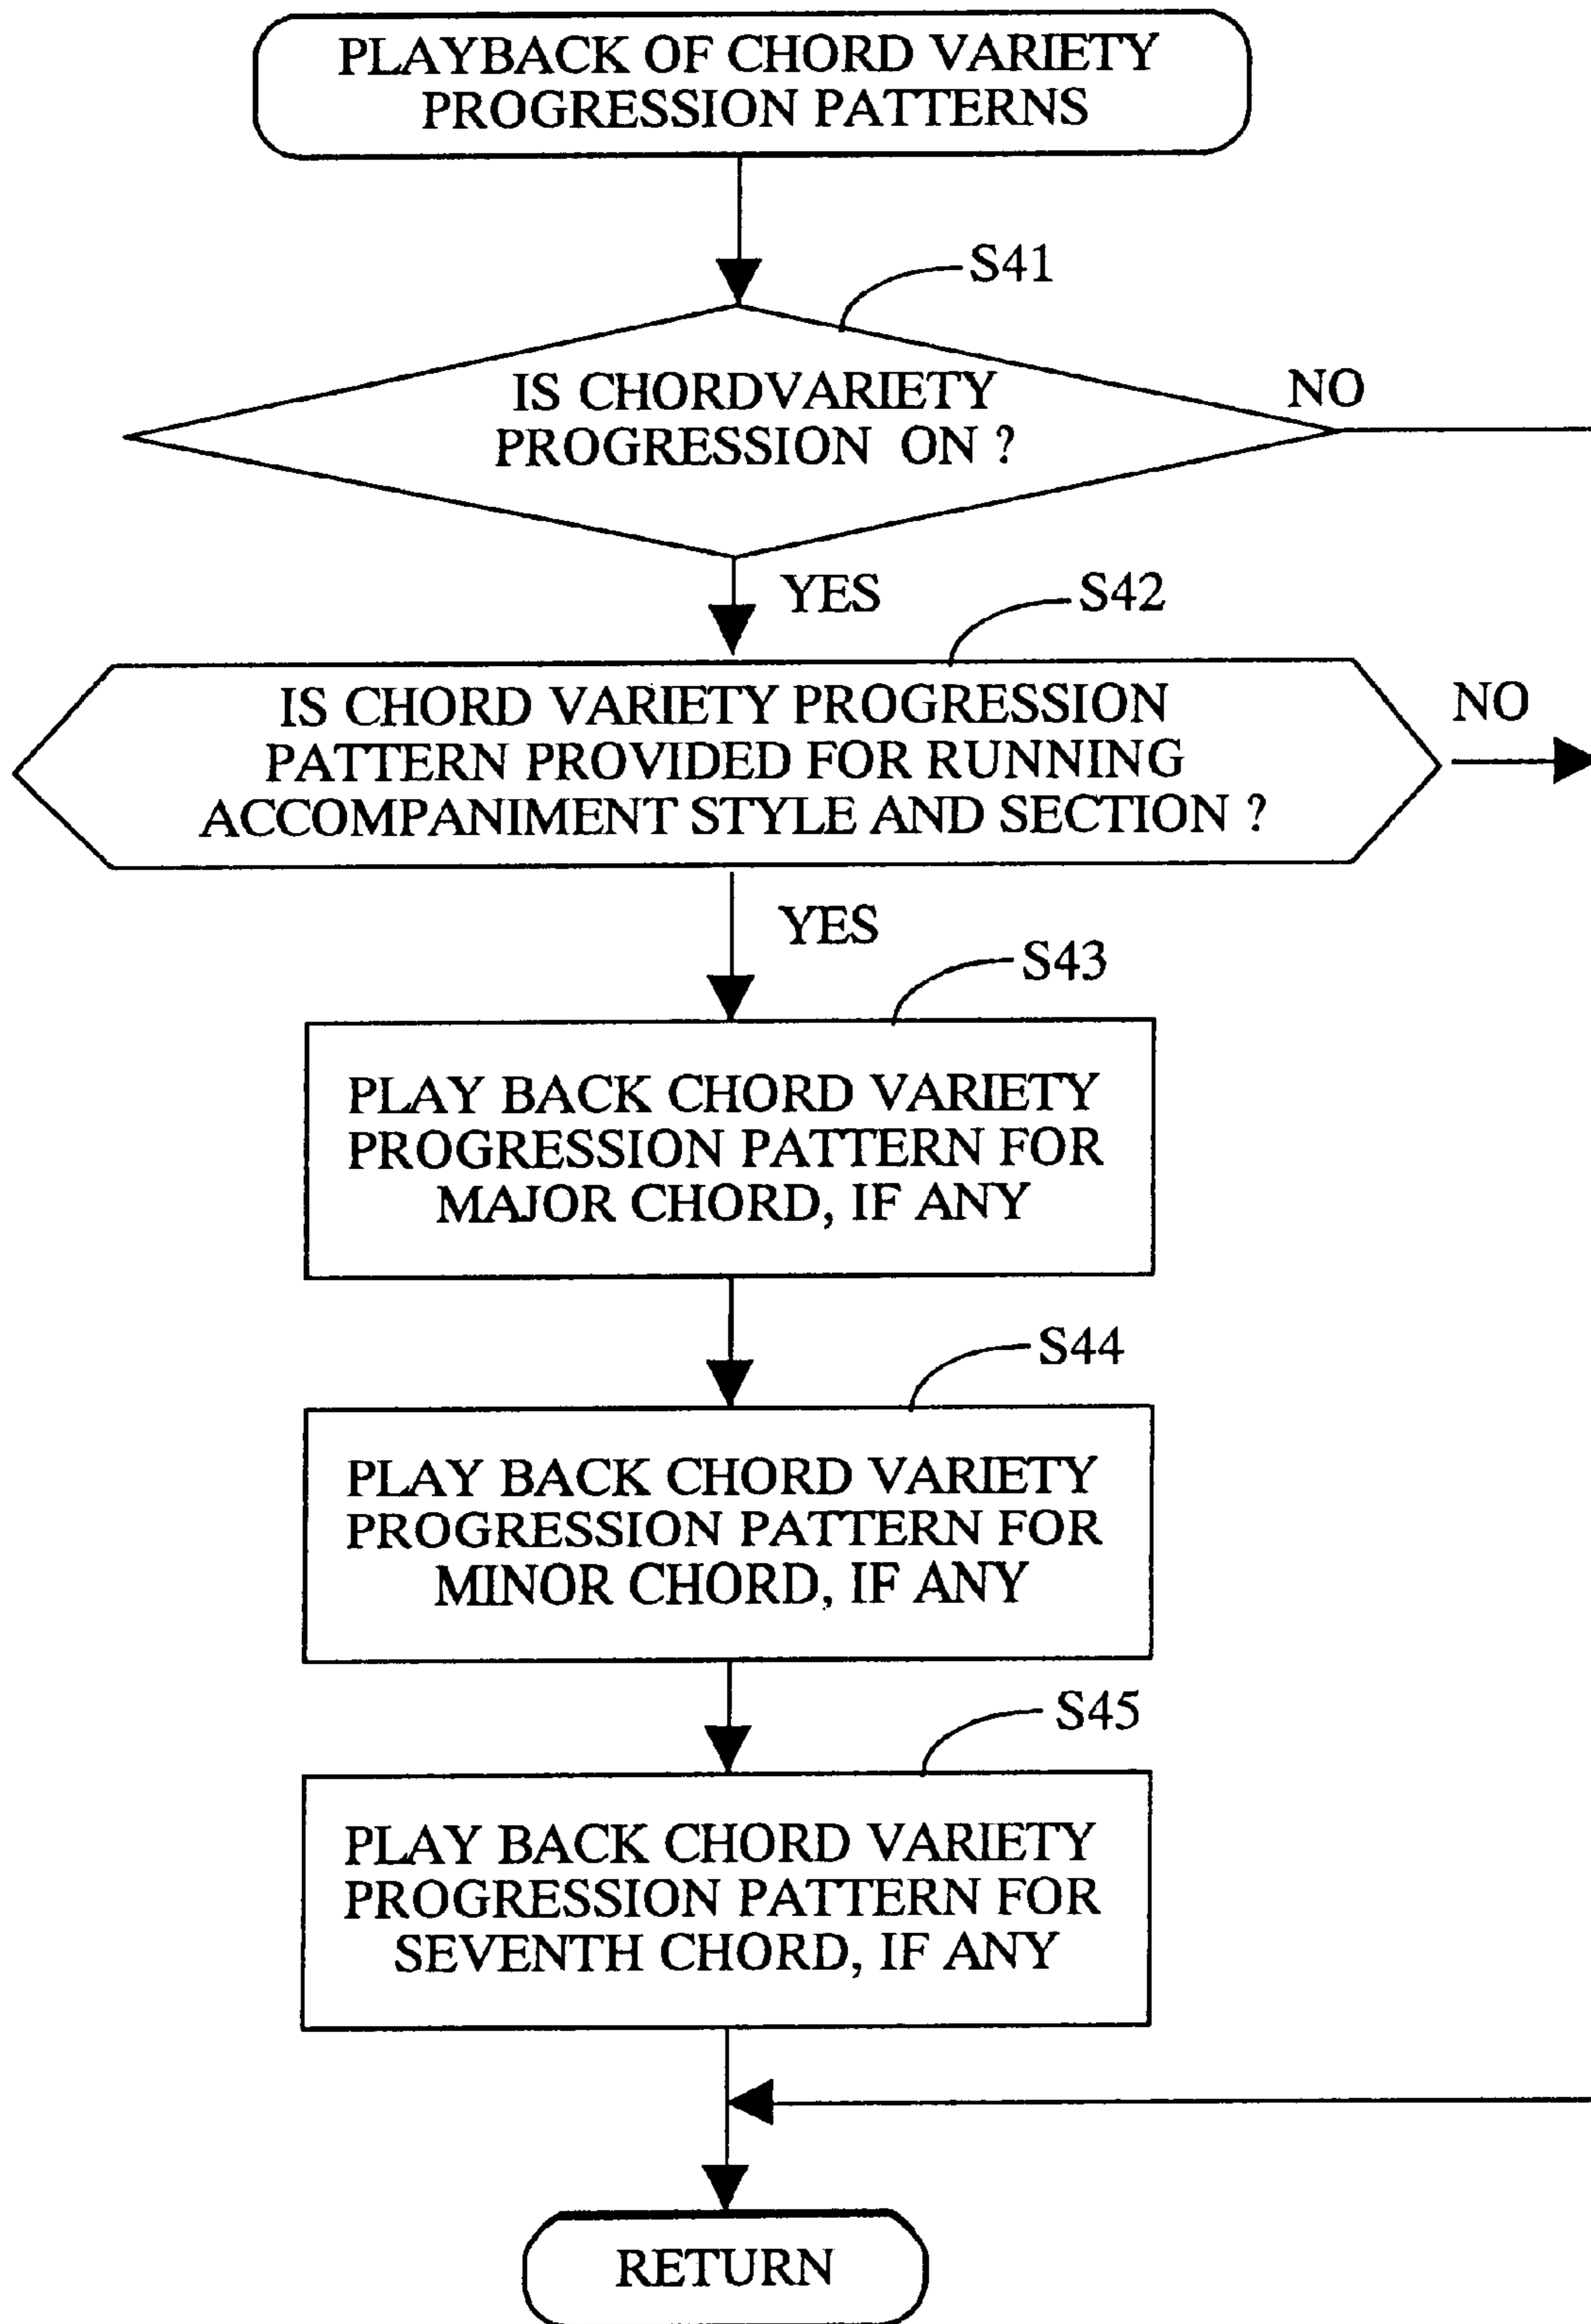 PLAYBACK OF CHORD VARIETY
PROGRESSION PATTERNS
S41
IS CHORDVARIETY
PROGRESSION ON ?
NO
YES
S42
IS CHORD VARIETY PROGRESSION
PATTERN PROVIDED FOR RUNNING
ACCOMPANIMENT STYLE AND SECTION ?
NO
YES
S43
PLAY BACK CHORD VARIETY
PROGRESSION PATTERN FOR
MAJOR CHORD, IF ANY
S44
PLAY BACK CHORD VARIETY
PROGRESSION PATTERN FOR
MINOR CHORD, IF ANY
S45
PLAY BACK CHORD VARIETY
PROGRESSION PATTERN FOR
SEVENTH CHORD, IF ANY
RETURN